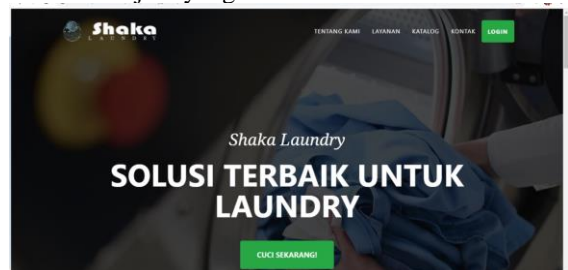 Shaka
LAUNDRY
TENTANG KAMI LAYANAN KATALOG KONTAK LOGIN
Shaka Laundry
SOLUSI TERBAIK UNTUK
LAUNDRY
CUCI SEKARANG!